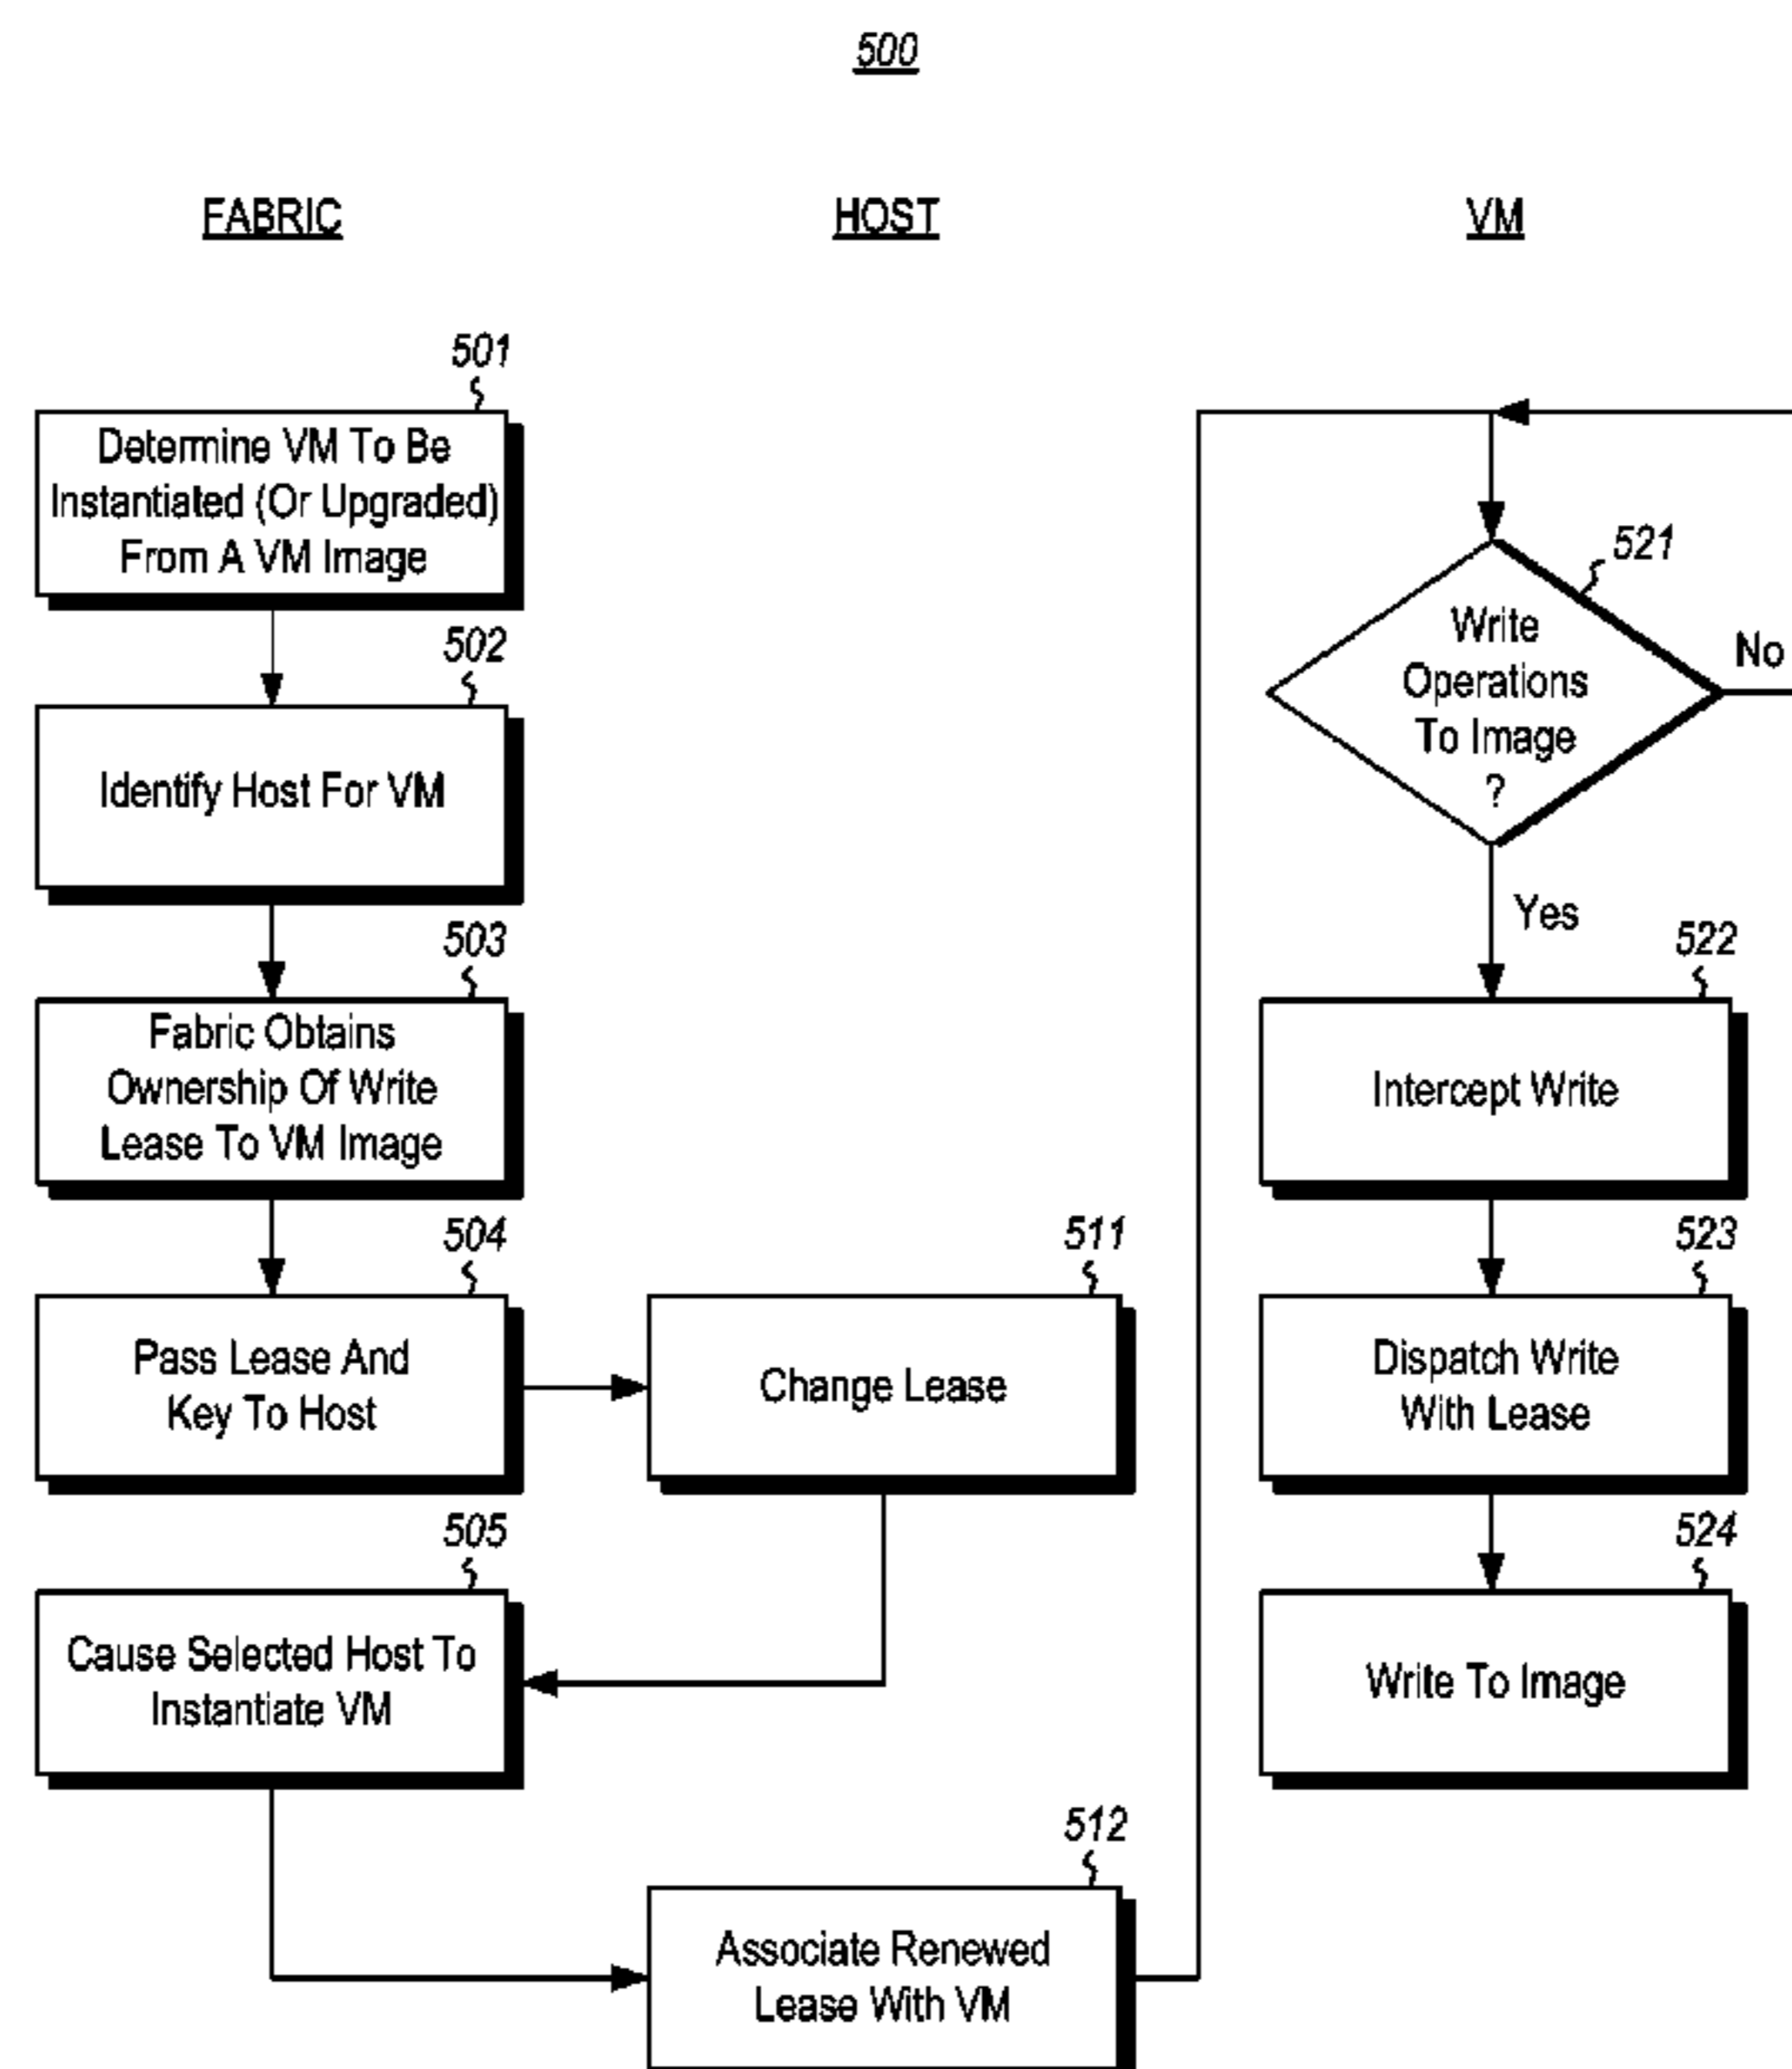 500
FABRIC
HOST
VM
501
Determine VM To Be
Instantiated (Or Upgraded)
From A VM Image
502
Identify Host For VM
503
Fabric Obtains
Ownership Of Write
Lease To VM Image
504
Pass Lease And
Key To Host
511
Change Lease
505
Cause Selected Host To
Instantiate VM
512
Associate Renewed
Lease With VM
521
Write
Operations
To Image
?
No
Yes
522
Intercept Write
523
Dispatch Write
With Lease
524
Write To Image